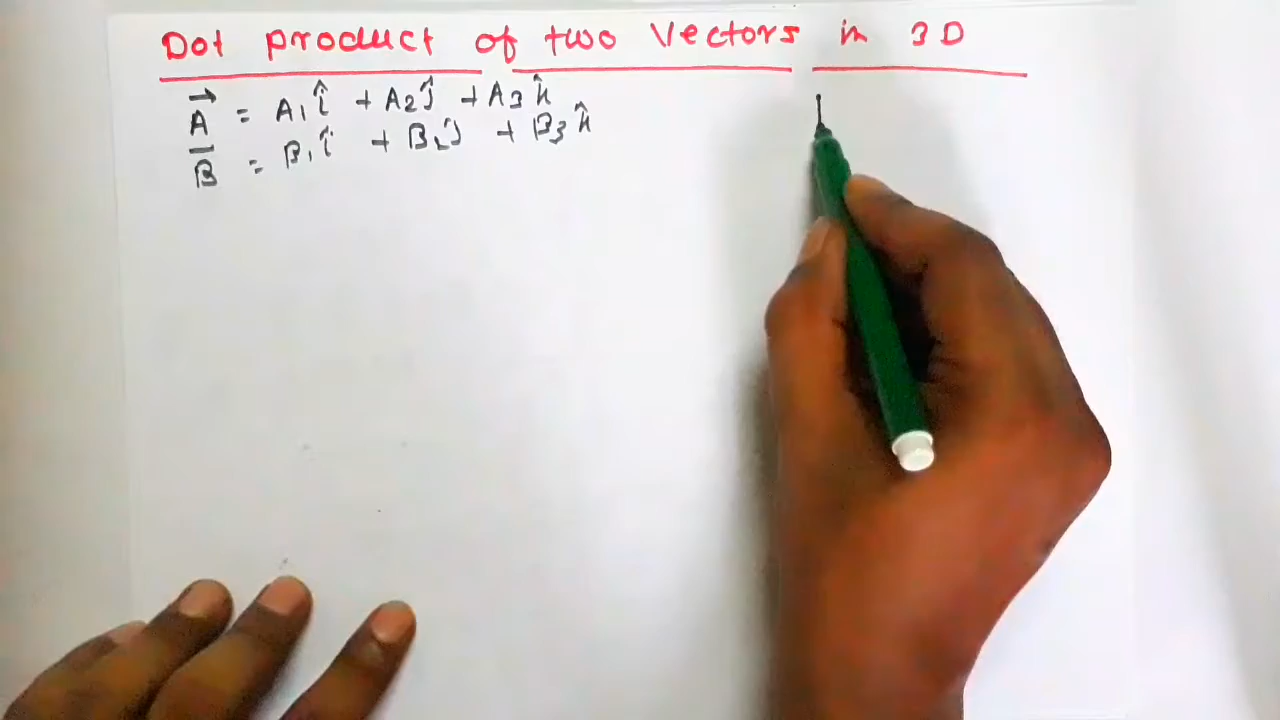 Dot product of two Vectors in 3D
A⃗ = A₁î + A₂ĵ + A₃k̂
B̅ = B₁î + B₂ĵ + B₃k̂